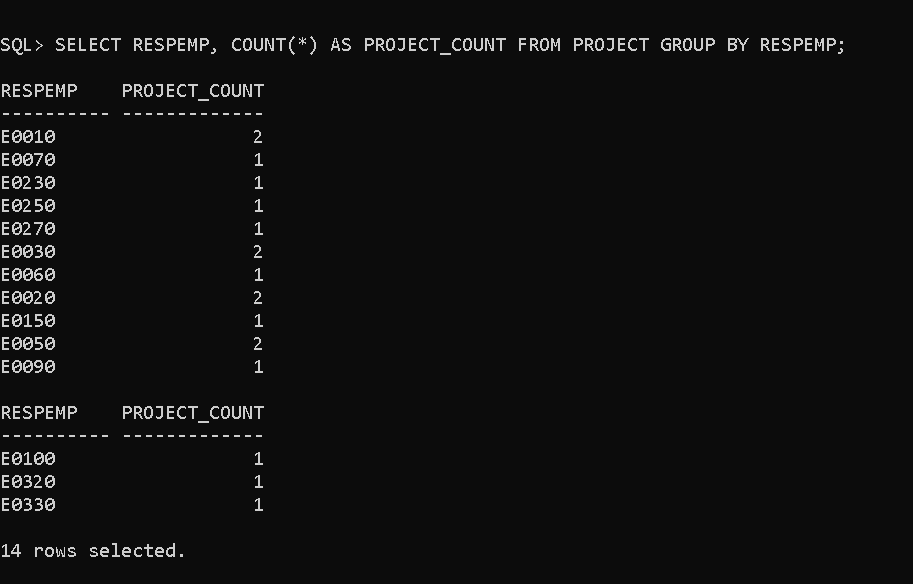 SQL> SELECT RESPEMP, COUNT(*) AS PROJECT_COUNT FROM PROJECT GROUP BY RESPEMP;
RESPEMP    PROJECT_COUNT
---------- -------------
E0010                  2
E0070                  1
E0230                  1
E0250                  1
E0270                  1
E0030                  2
E0060                  1
E0020                  2
E0150                  1
E0050                  2
E0090                  1
RESPEMP    PROJECT_COUNT
---------- -------------
E0100                  1
E0320                  1
E0330                  1
14 rows selected.